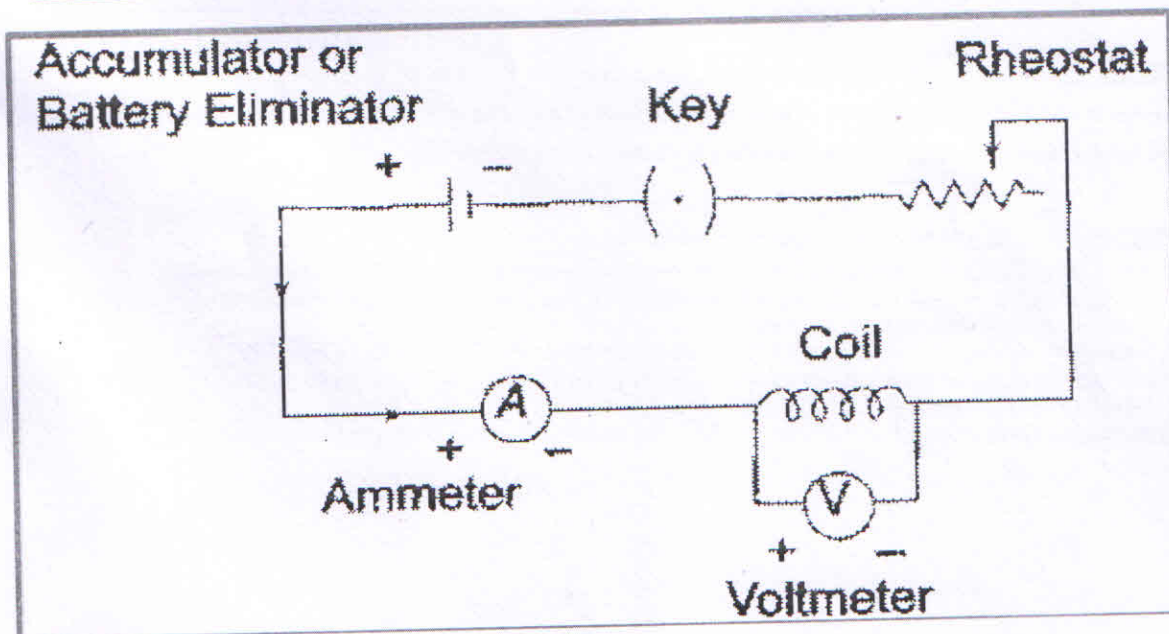 Accumulator or
Battery Eliminator
Key
Rheostat
+ −
Coil
A
+ −
Ammeter
V
+ −
Voltmeter